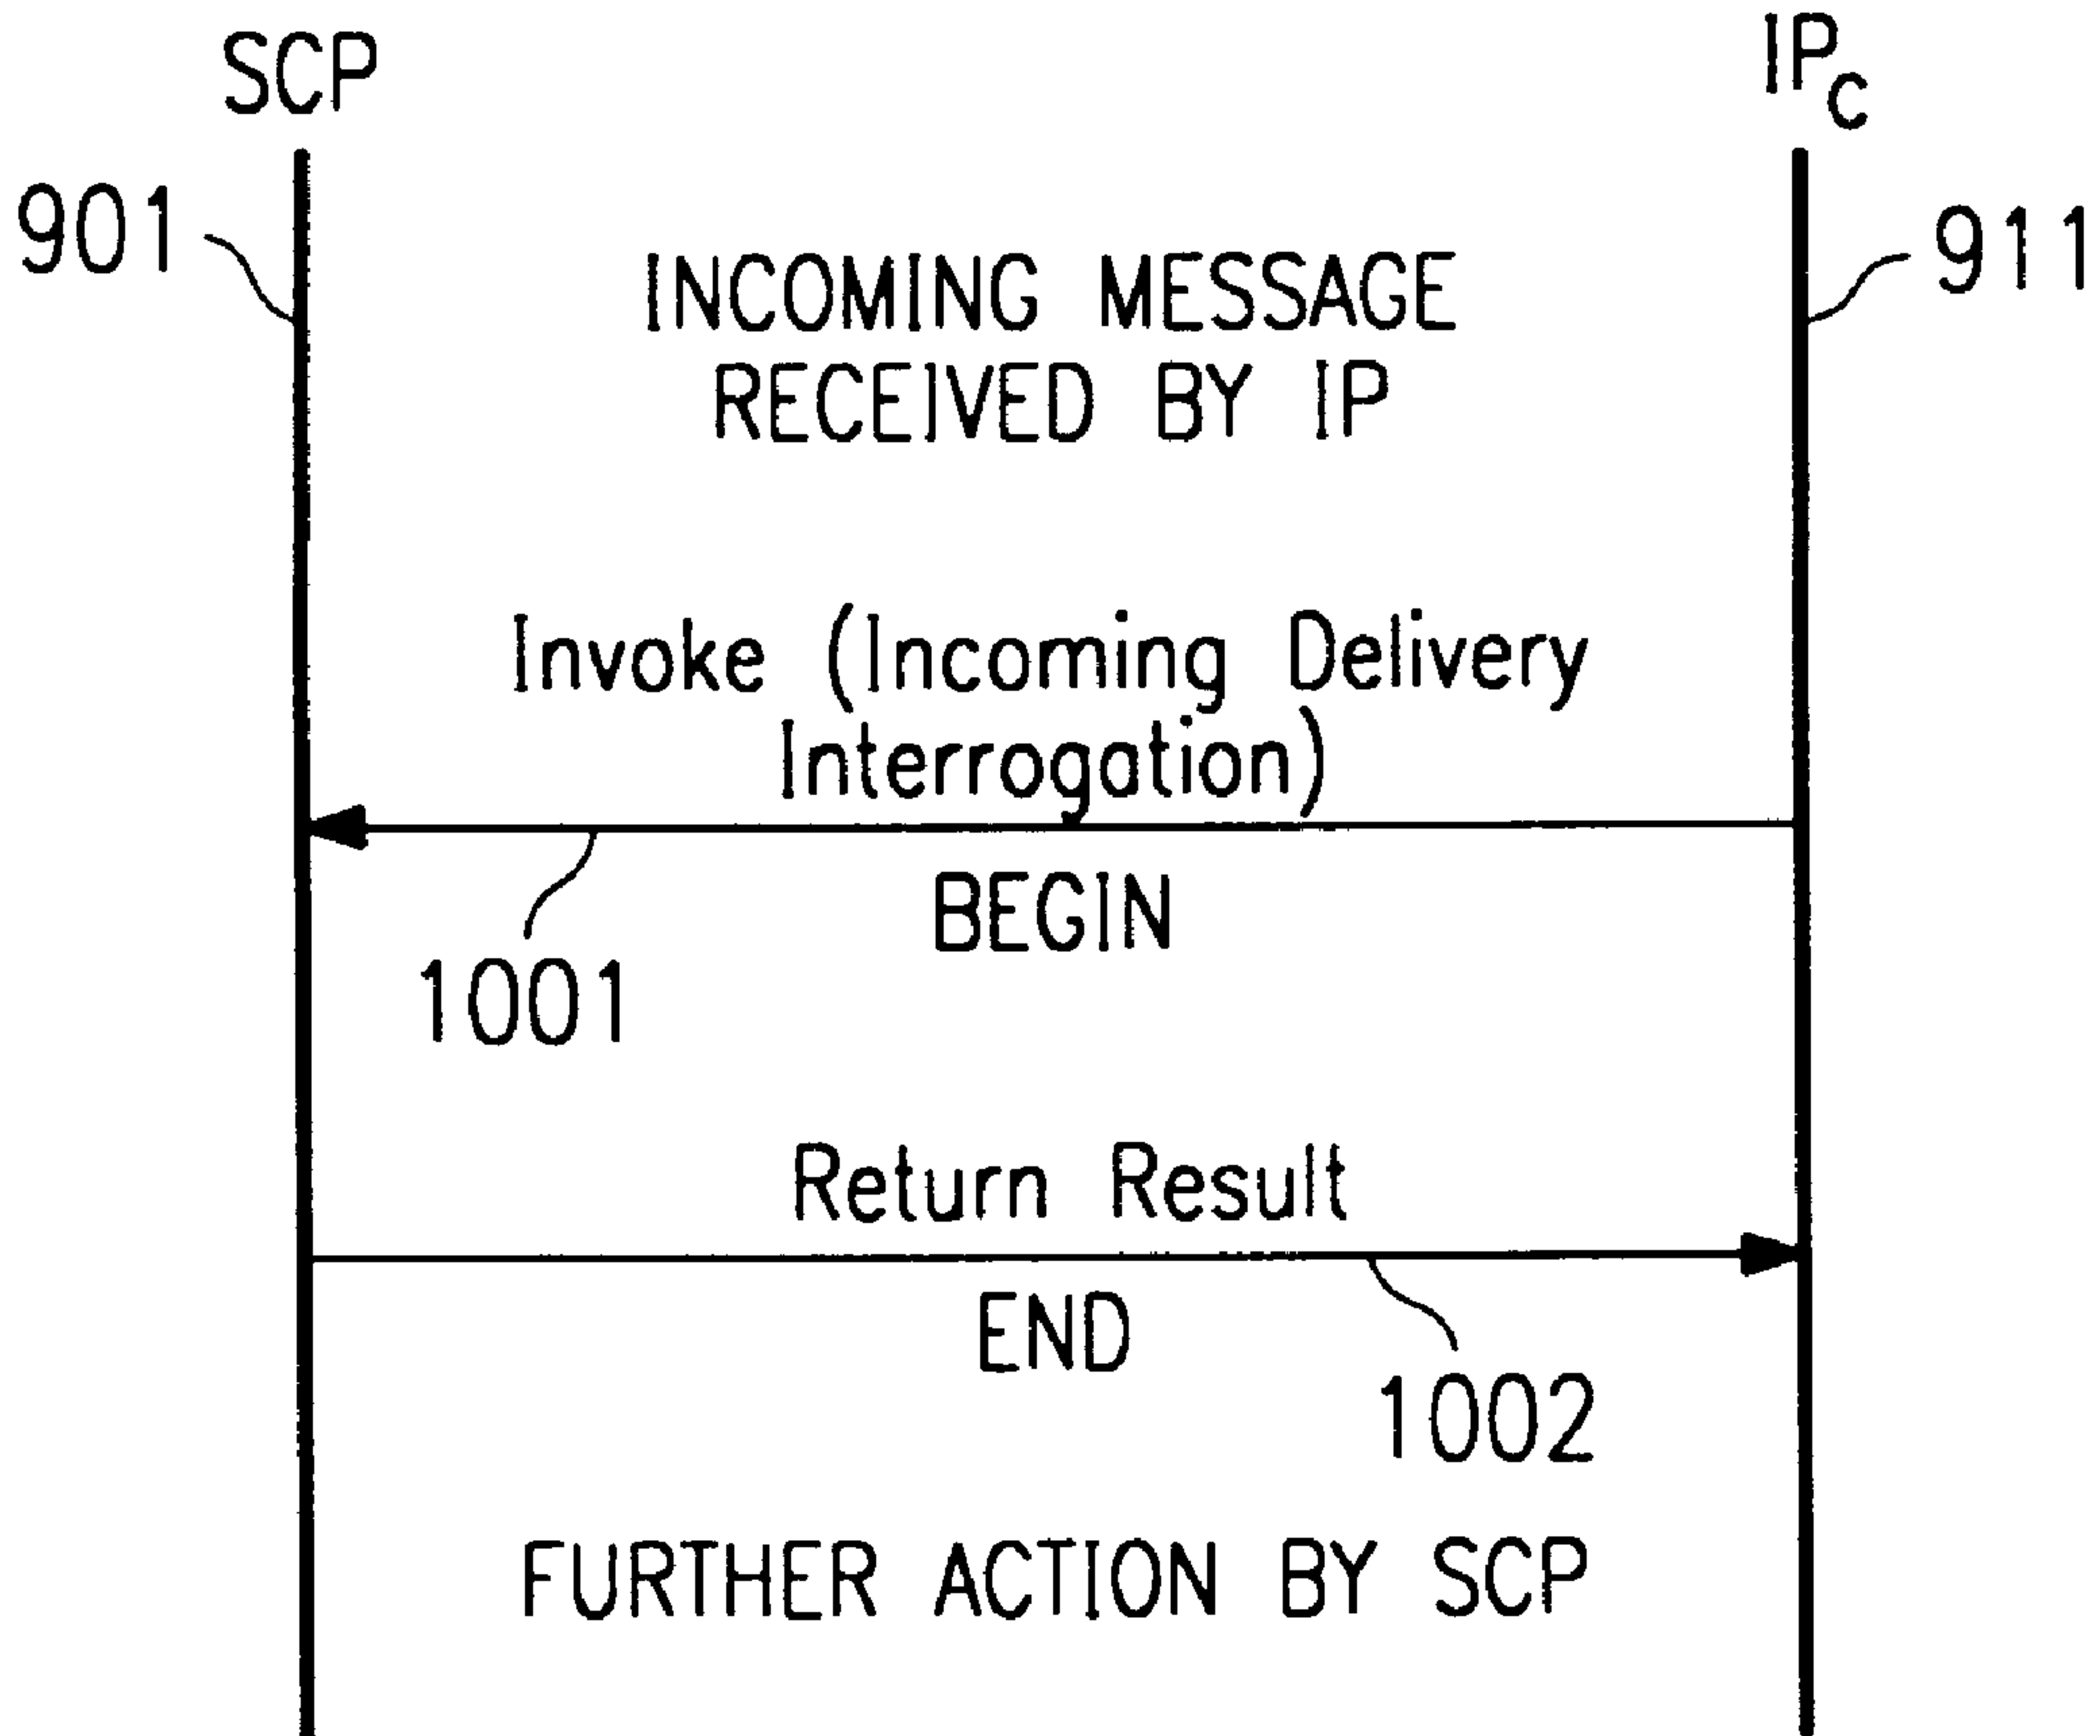 SCP
IPC
901
911
INCOMING MESSAGE
RECEIVED BY IP
Invoke (Incoming Delivery
Interrogation)
BEGIN
1001
Return Result
END
1002
FURTHER ACTION BY SCP